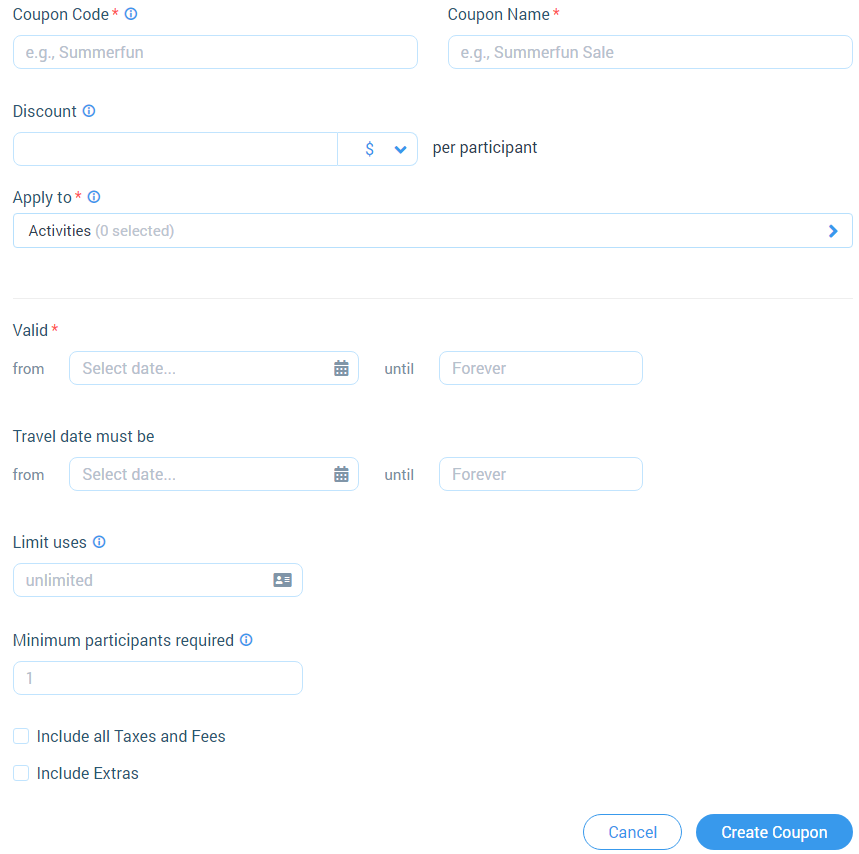 Coupon Code *
Coupon Name *
e.g., Summerfun
e.g., Summerfun Sale
Discount
$
per participant
Apply to *
Activities (0 selected)
Valid *
from Select date... until Forever
Travel date must be
from Select date... until Forever
Limit uses
unlimited
Minimum participants required
1
Include all Taxes and Fees
Include Extras
Cancel Create Coupon